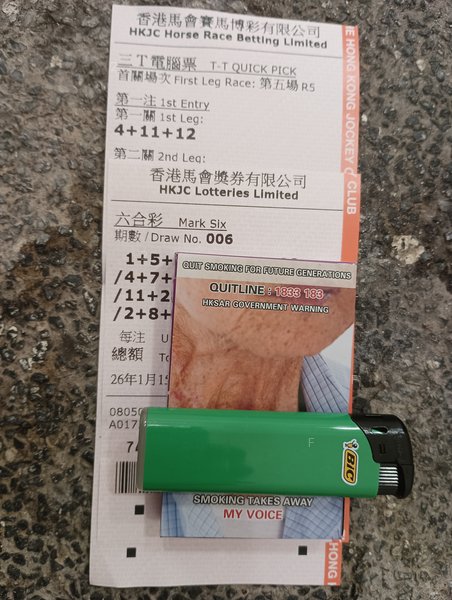 香港馬會賽馬博彩有限公司
HKJC Horse Race Betting Limited
三T電腦票 T-T QUICK PICK
首關場次 First Leg Race: 第五場 R5
第一注 1st Entry
第一關 1st Leg:
4+11+12
第二關 2nd Leg:
香港馬會獎券有限公司
HKJC Lotteries Limited
六合彩 Mark Six
期數 / Draw No. 006
1+5+
/4+7+
/11+2
/2+8+
每注 U
總額 To
26年1月15
0805
A017
74
THE HONG KONG JOCKEY CLUB
HONG
QUIT SMOKING FOR FUTURE GENERATIONS
QUITLINE : 1833 183
HKSAR GOVERNMENT WARNING
F
BiC
SMOKING TAKES AWAY
MY VOICE